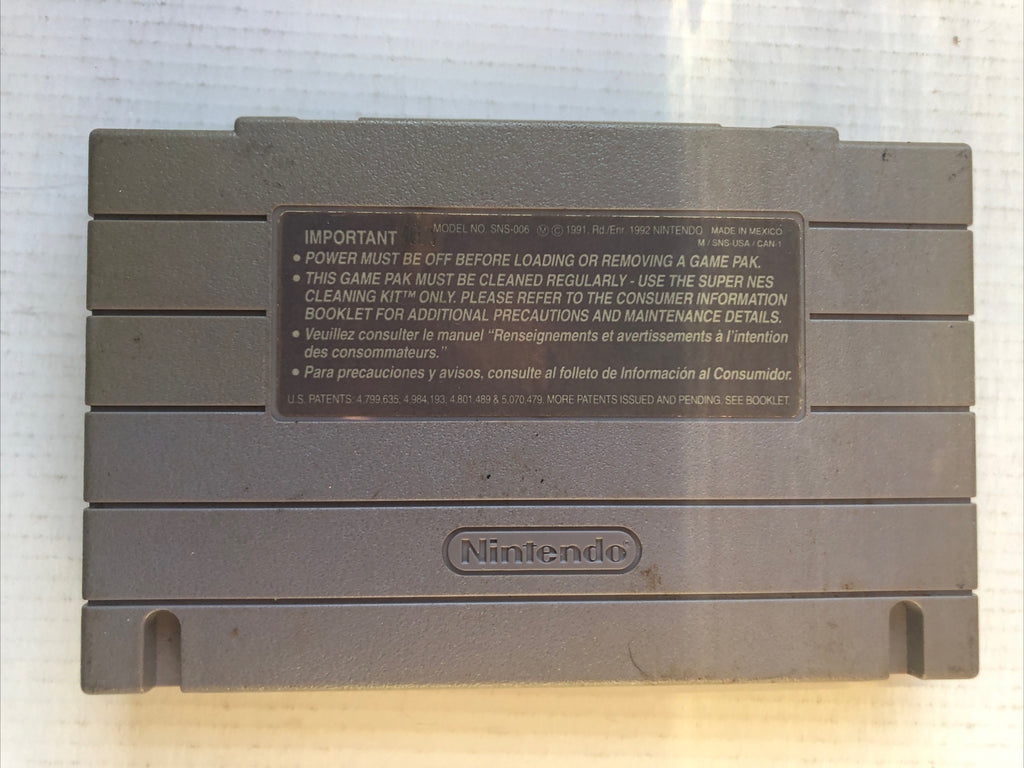 IMPORTANT
MODEL NO. SNS-006 Ⓜ © 1991, Rd./Enr. 1992 NINTENDO MADE IN MEXICO
M / SNS-USA / CAN-1
• POWER MUST BE OFF BEFORE LOADING OR REMOVING A GAME PAK.
• THIS GAME PAK MUST BE CLEANED REGULARLY - USE THE SUPER NES
CLEANING KIT™ ONLY. PLEASE REFER TO THE CONSUMER INFORMATION
BOOKLET FOR ADDITIONAL PRECAUTIONS AND MAINTENANCE DETAILS.
• Veuillez consulter le manuel “Renseignements et avertissements à l'intention
des consommateurs.”
• Para precauciones y avisos, consulte al folleto de Información al Consumidor.
U.S. PATENTS: 4,799,635, 4,984,193, 4,801,489 & 5,070,479. MORE PATENTS ISSUED AND PENDING. SEE BOOKLET.
Nintendo